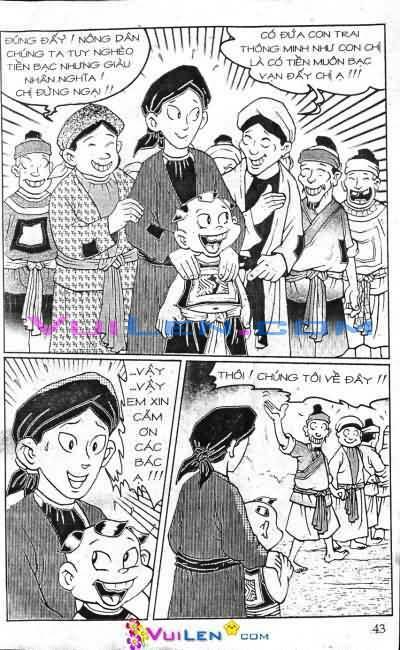 ĐÚNG ĐẤY! NÔNG DÂN
CHÚNG TA TUY NGHÈO
TIỀN BẠC NHƯNG GIÀU
NHÂN NGHĨA!
CHỊ ĐỪNG NGẠI!!
CÓ ĐỨA CON TRAI
THÔNG MINH NHƯ CON CHỊ
LÀ CÓ TIỀN MUÔN BẠC
VẠN ĐẤY CHỊ Ạ!!!
VUILEN.COM
...VẬY
...VẬY
EM XIN
CẢM
ƠN
CÁC
BÁC
Ạ!!!
THÔI! CHÚNG TÔI VỀ ĐÂY!!
43
VUILEN.COM